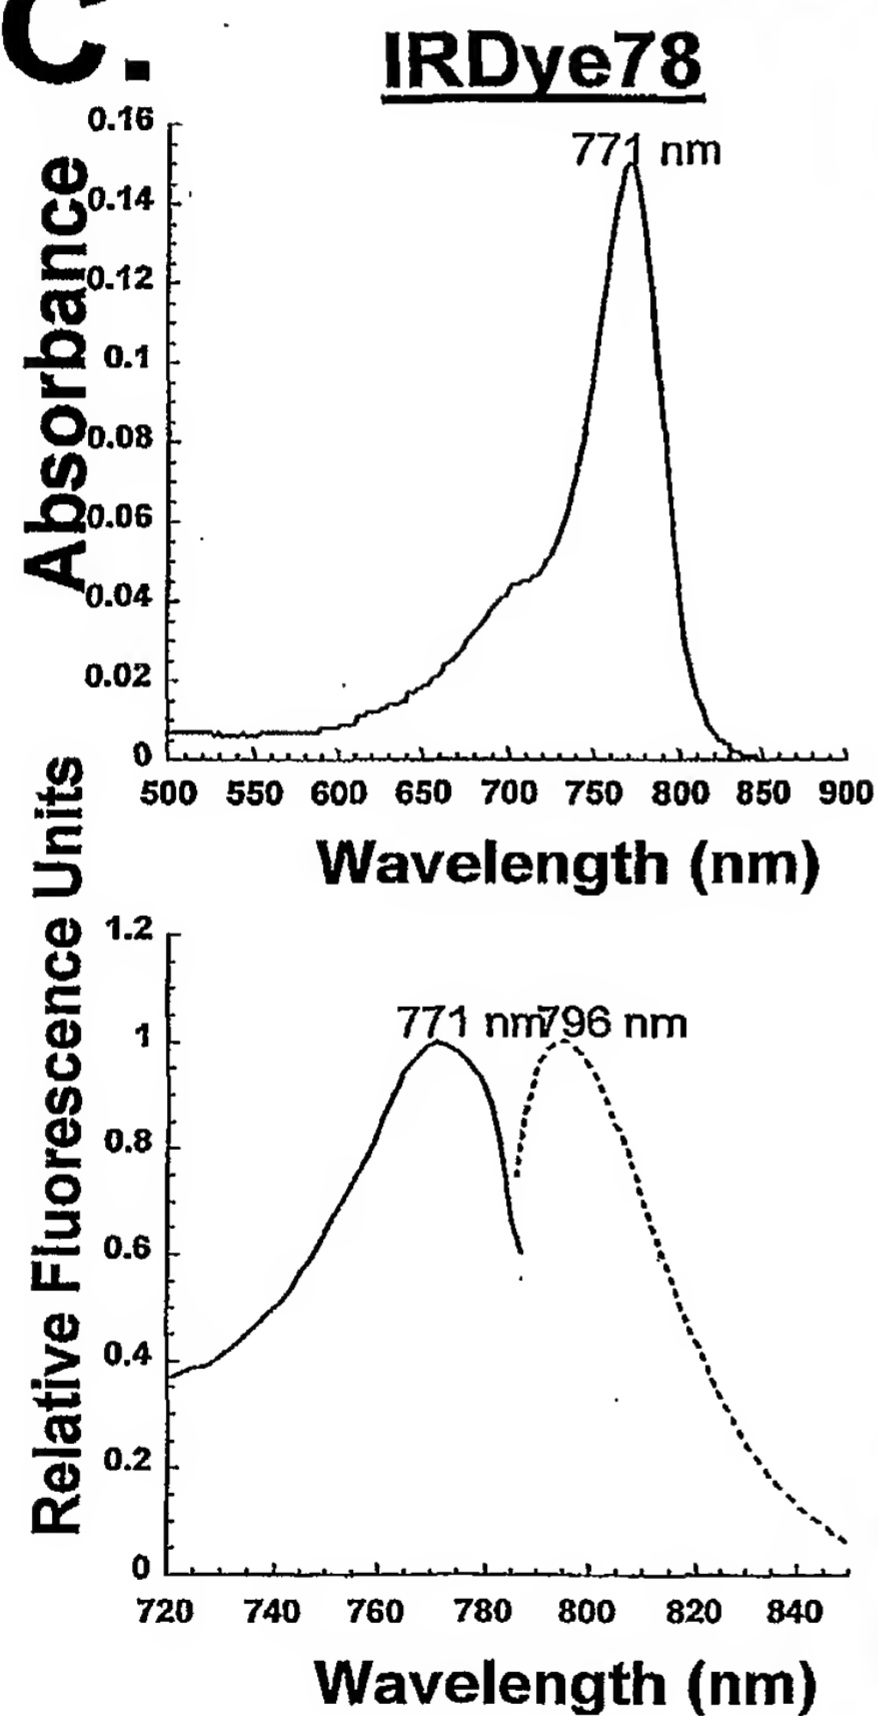 C.
IRDye78
771 nm
Absorbance
0.16
0.14
0.12
0.1
0.08
0.06
0.04
0.02
0
500 550 600 650 700 750 800 850 900
Wavelength (nm)
Relative Fluorescence Units
1.2
1
0.8
0.6
0.4
0.2
0
771 nm 796 nm
720 740 760 780 800 820 840
Wavelength (nm)